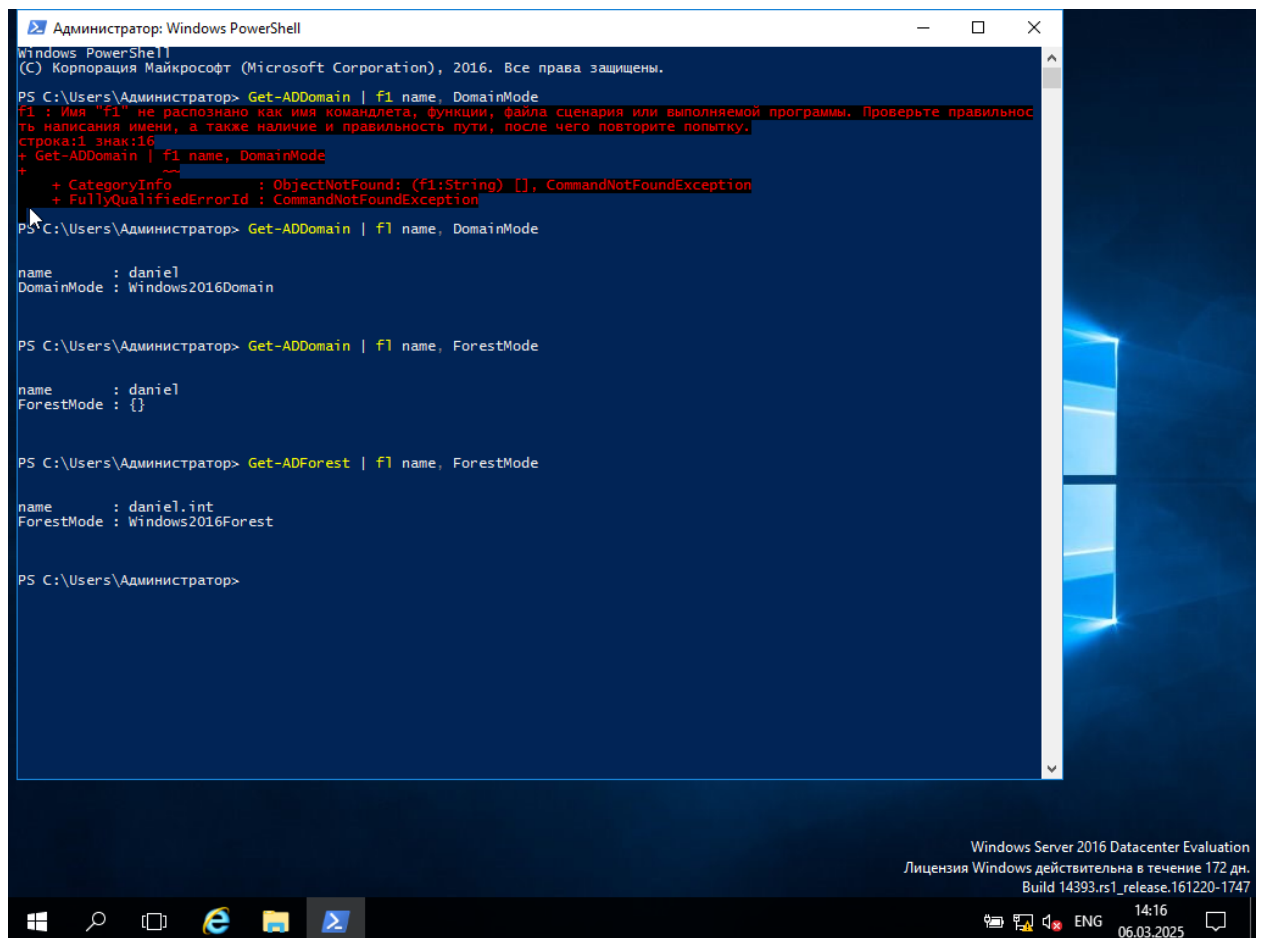 Администратор: Windows PowerShell
Windows PowerShell
(C) Корпорация Майкрософт (Microsoft Corporation), 2016. Все права защищены.
PS C:\Users\Администратор> Get-ADDomain | f1 name, DomainMode
f1 : Имя "f1" не распознано как имя командлета, функции, файла сценария или выполняемой программы. Проверьте правильнос
ть написания имени, а также наличие и правильность пути, после чего повторите попытку.
строка:1 знак:16
+ Get-ADDomain | f1 name, DomainMode
+                ~~
    + CategoryInfo          : ObjectNotFound: (f1:String) [], CommandNotFoundException
    + FullyQualifiedErrorId : CommandNotFoundException
PS C:\Users\Администратор> Get-ADDomain | fl name, DomainMode
name       : daniel
DomainMode : Windows2016Domain
PS C:\Users\Администратор> Get-ADDomain | fl name, ForestMode
name       : daniel
ForestMode : {}
PS C:\Users\Администратор> Get-ADForest | fl name, ForestMode
name       : daniel.int
ForestMode : Windows2016Forest
PS C:\Users\Администратор>
Windows Server 2016 Datacenter Evaluation
Лицензия Windows действительна в течение 172 дн.
Build 14393.rs1_release.161220-1747
ENG
14:16
06.03.2025